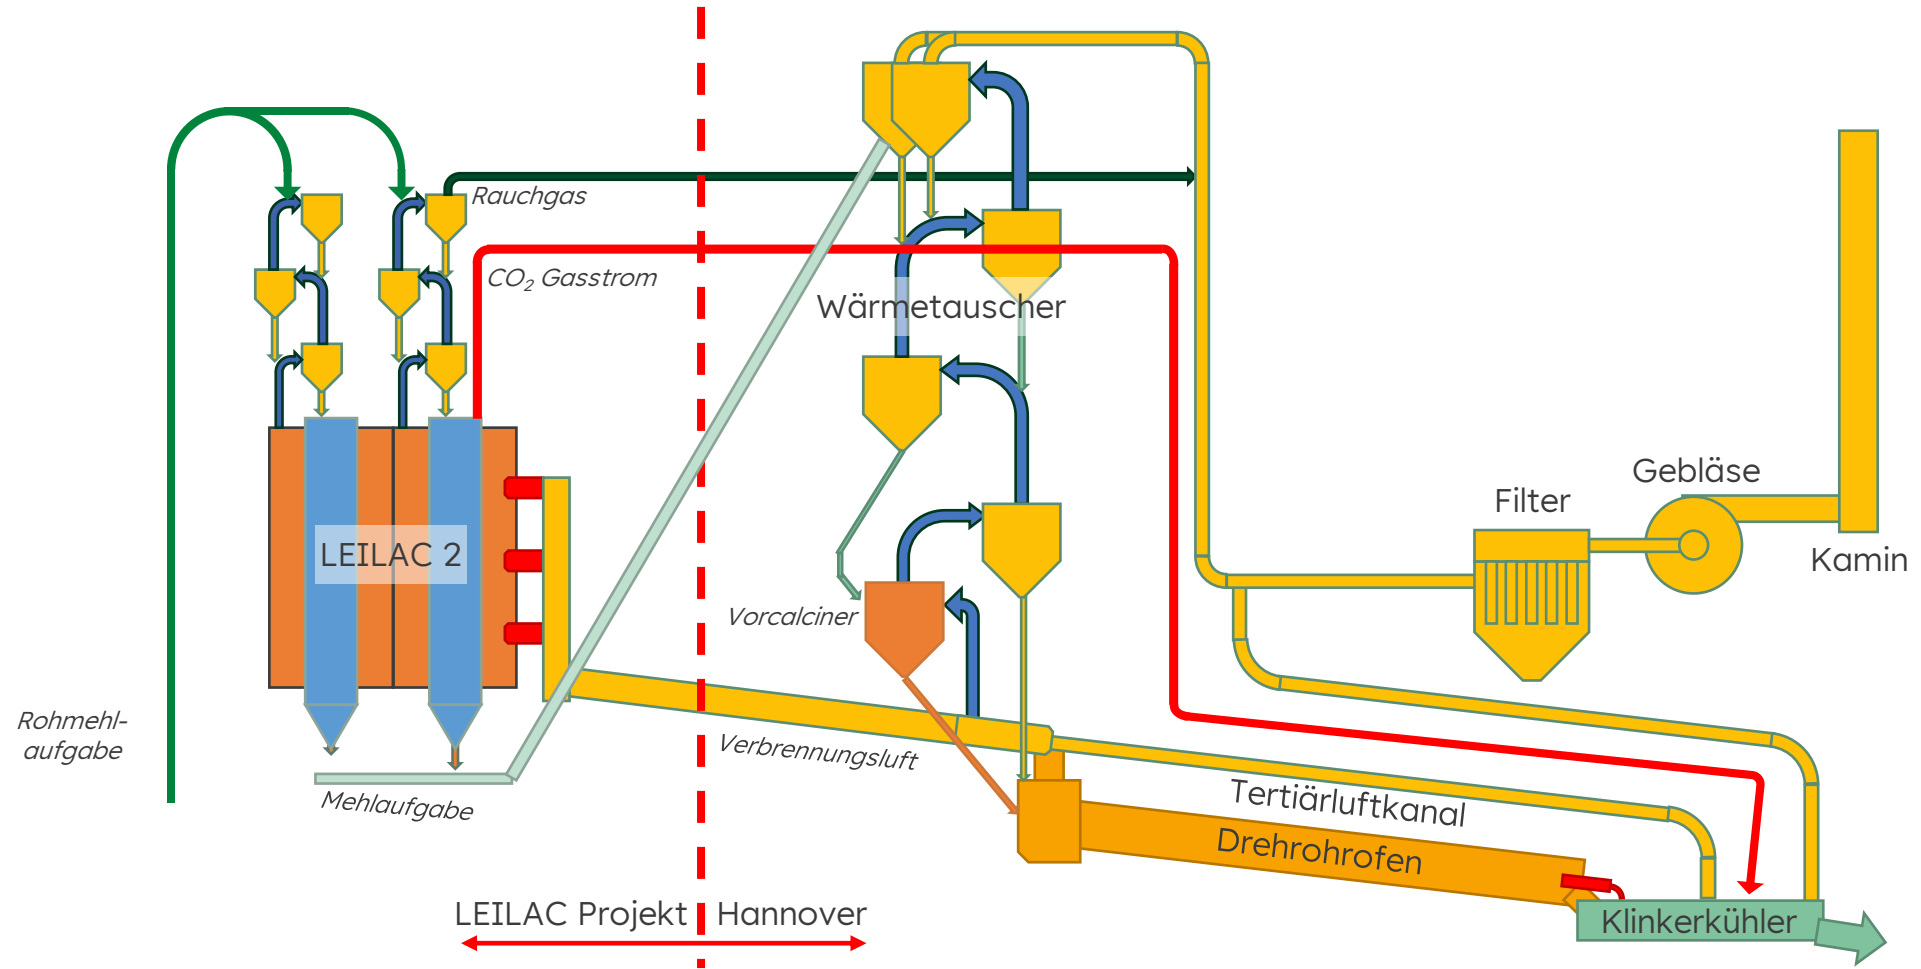 Rauchgas
CO₂ Gasstrom
Wärmetauscher
Gebläse
Filter
Kamin
LEILAC 2
Vorcalciner
Rohmehl-
aufgabe
Verbrennungsluft
Mehlaufgabe
Tertiärluftkanal
Drehrohrofen
LEILAC Projekt
Hannover
Klinkerkühler